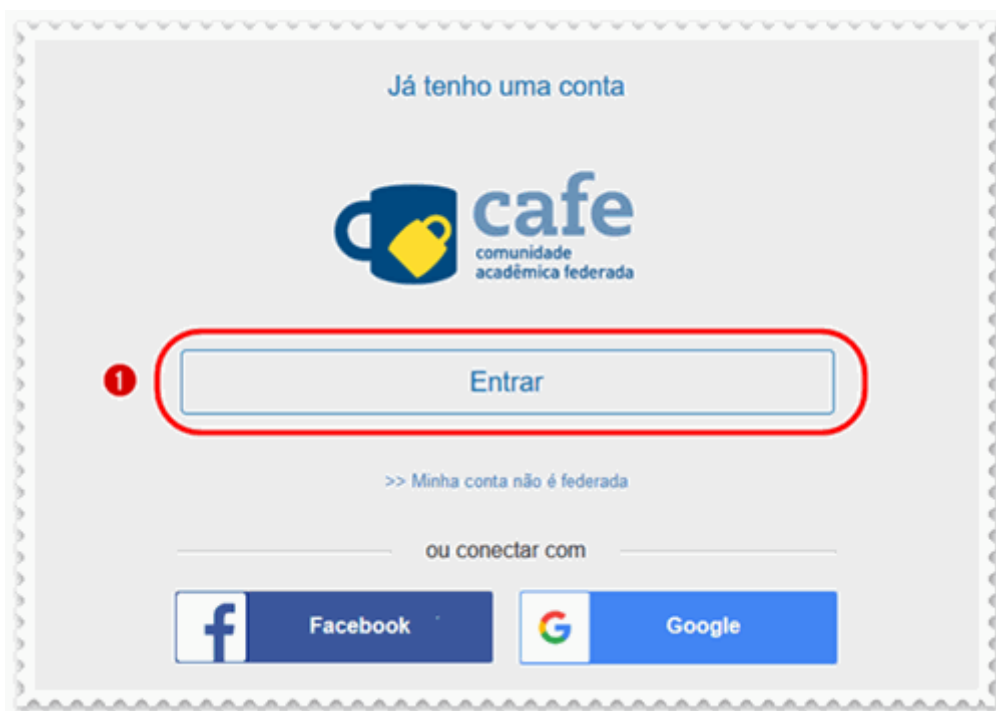 Já tenho uma conta
cafe
comunidade
acadêmica federada
1
Entrar
>> Minha conta não é federada
ou conectar com
f Facebook
G Google